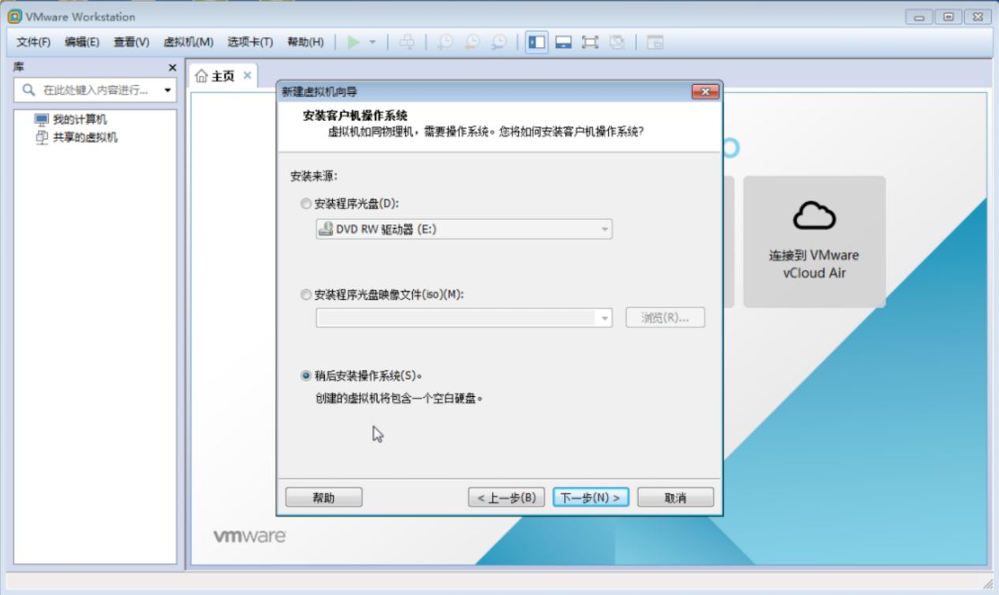 VMware Workstation
文件(F) 编辑(E) 查看(V) 虚拟机(M) 选项卡(T) 帮助(H)
库
在此处键入内容进行...
我的计算机
共享的虚拟机
主页
新建虚拟机向导
安装客户机操作系统
虚拟机如同物理机，需要操作系统。您将如何安装客户机操作系统?
安装来源:
安装程序光盘(D):
DVD RW 驱动器 (E:)
安装程序光盘映像文件(iso)(M):
浏览(R)...
稍后安装操作系统(S)。
创建的虚拟机将包含一个空白硬盘。
帮助 < 上一步(B) 下一步(N) > 取消
连接到 VMware
vCloud Air
vmware